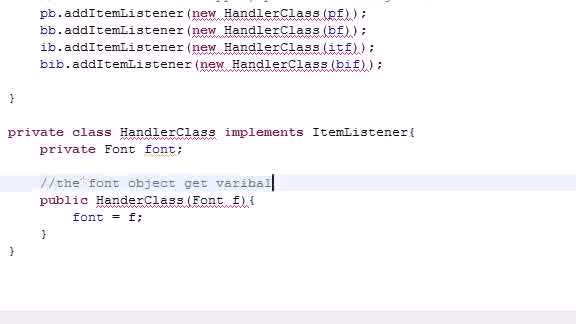 pb.addItemListener(new HandlerClass(pf));
bb.addItemListener(new HandlerClass(bf));
ib.addItemListener(new HandlerClass(itf));
bib.addItemListener(new HandlerClass(bif));
}
private class HandlerClass implements ItemListener{
private Font font;
//the font object get varibal
public HanderClass(Font f){
font = f;
}
}